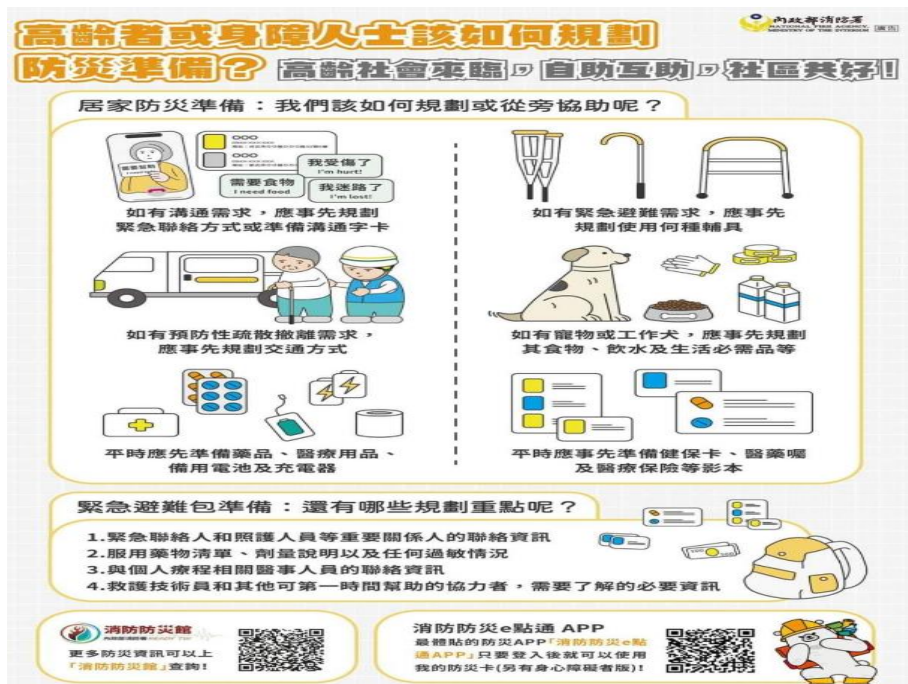 內政部消防署
NATIONAL FIRE AGENCY,
MINISTRY OF THE INTERIOR
廣告
高齡者或身障人士該如何規劃
防災準備？高齡社會來臨，自助互助，社區共好！
居家防災準備：我們該如何規劃或從旁協助呢？
OOO
OOO
我受傷了
I'm hurt!
需要食物
I need food
我迷路了
I'm lost!
如有溝通需求，應事先規劃
緊急聯絡方式或準備溝通字卡
如有緊急避難需求，應事先
規劃使用何種輔具
如有預防性疏散撤離需求，
應事先規劃交通方式
如有寵物或工作犬，應事先規劃
其食物、飲水及生活必需品等
平時應先準備藥品、醫療用品、
備用電池及充電器
平時應事先準備健保卡、醫藥囑
及醫療保險等影本
緊急避難包準備：還有哪些規劃重點呢？
1.緊急聯絡人和照護人員等重要關係人的聯絡資訊
2.服用藥物清單、劑量說明以及任何過敏情況
3.與個人療程相關醫事人員的聯絡資訊
4.救護技術員和其他可第一時間幫助的協力者，需要了解的必要資訊
消防防災館
更多防災資訊可以上
「消防防災館」查詢！
消防防災e點通 APP
最體貼的防災APP「消防防災e點
通APP」只要登入後就可以使用
我的防災卡(另有身心障礙者版)！